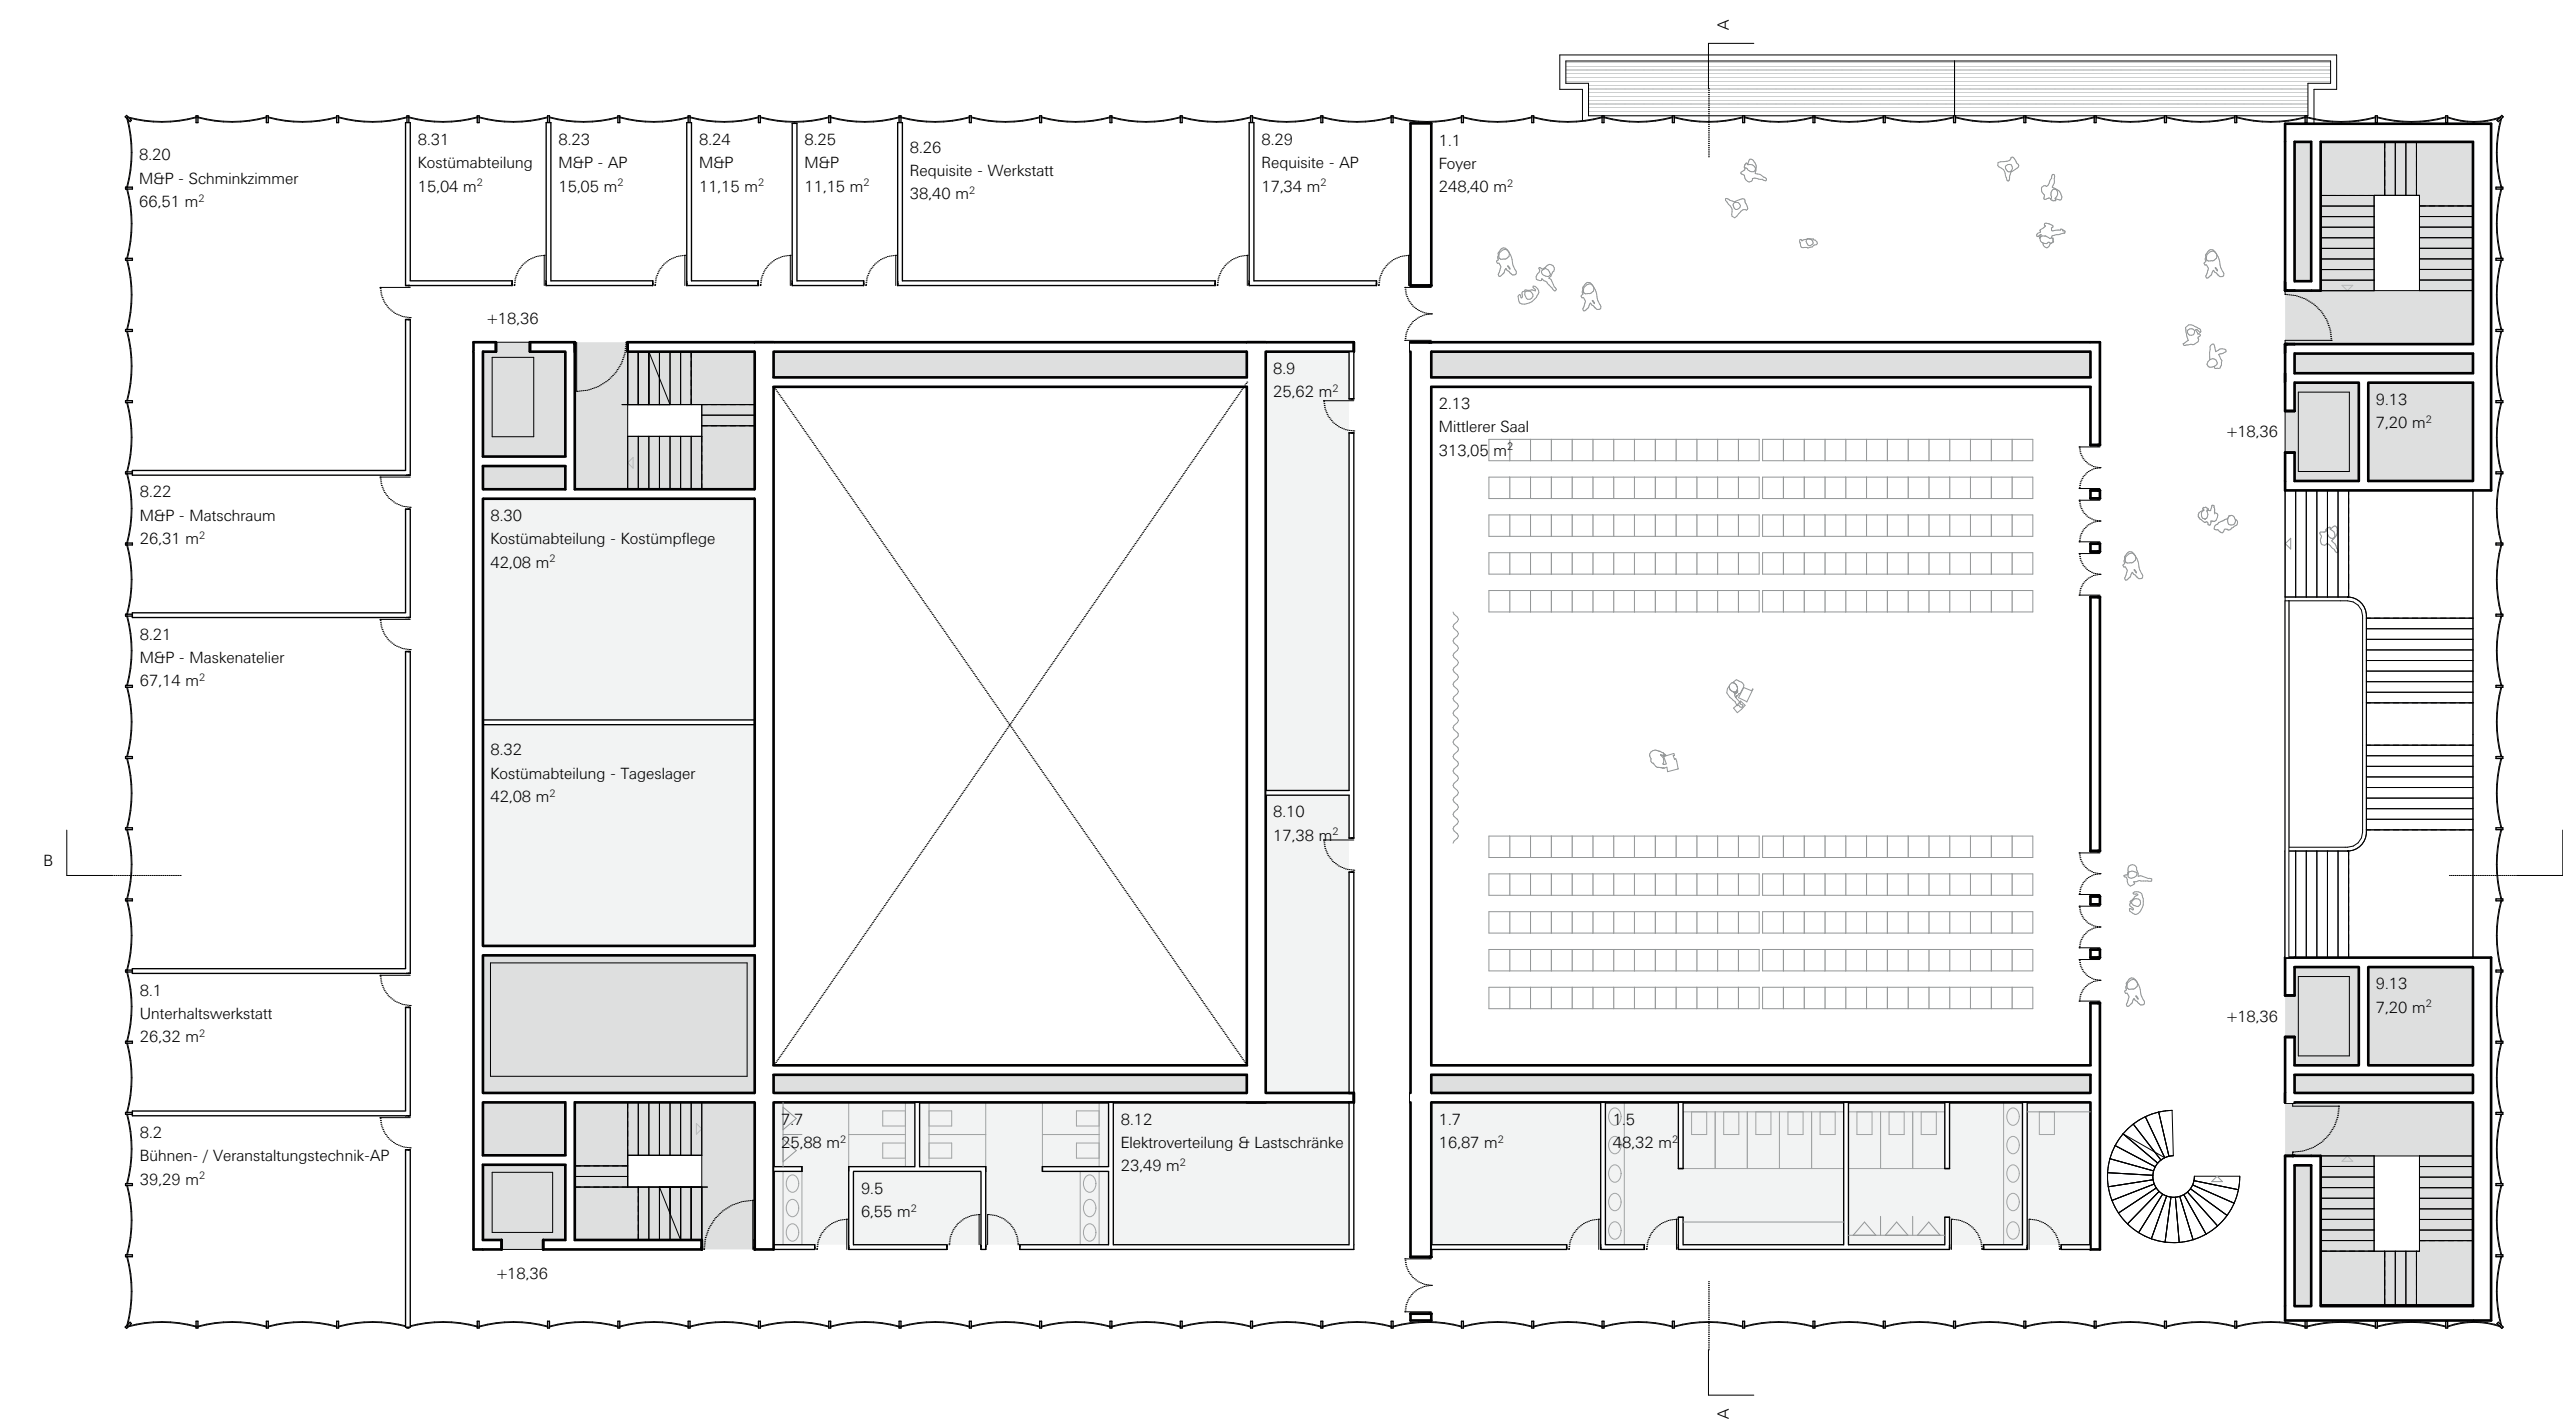 A
8.20
M&P - Schminkzimmer
66,51 m²
8.31
Kostümabteilung
15,04 m²
8.23
M&P - AP
15,05 m²
8.24
M&P
11,15 m²
8.25
M&P
11,15 m²
8.26
Requisite - Werkstatt
38,40 m²
8.29
Requisite - AP
17,34 m²
1.1
Foyer
248,40 m²
+18,36
8.9
25,62 m²
2.13
Mittlerer Saal
313,05 m²
9.13
7,20 m²
+18,36
8.22
M&P - Matschraum
26,31 m²
8.30
Kostümabteilung - Kostümpflege
42,08 m²
8.21
M&P - Maskenatelier
67,14 m²
8.32
Kostümabteilung - Tageslager
42,08 m²
8.10
17,38 m²
B
8.1
Unterhaltswerkstatt
26,32 m²
9.13
7,20 m²
+18,36
8.2
Bühnen- / Veranstaltungstechnik-AP
39,29 m²
7.7
25,88 m²
9.5
6,55 m²
8.12
Elektroverteilung & Lastschränke
23,49 m²
1.7
16,87 m²
1.5
48,32 m²
+18,36
A